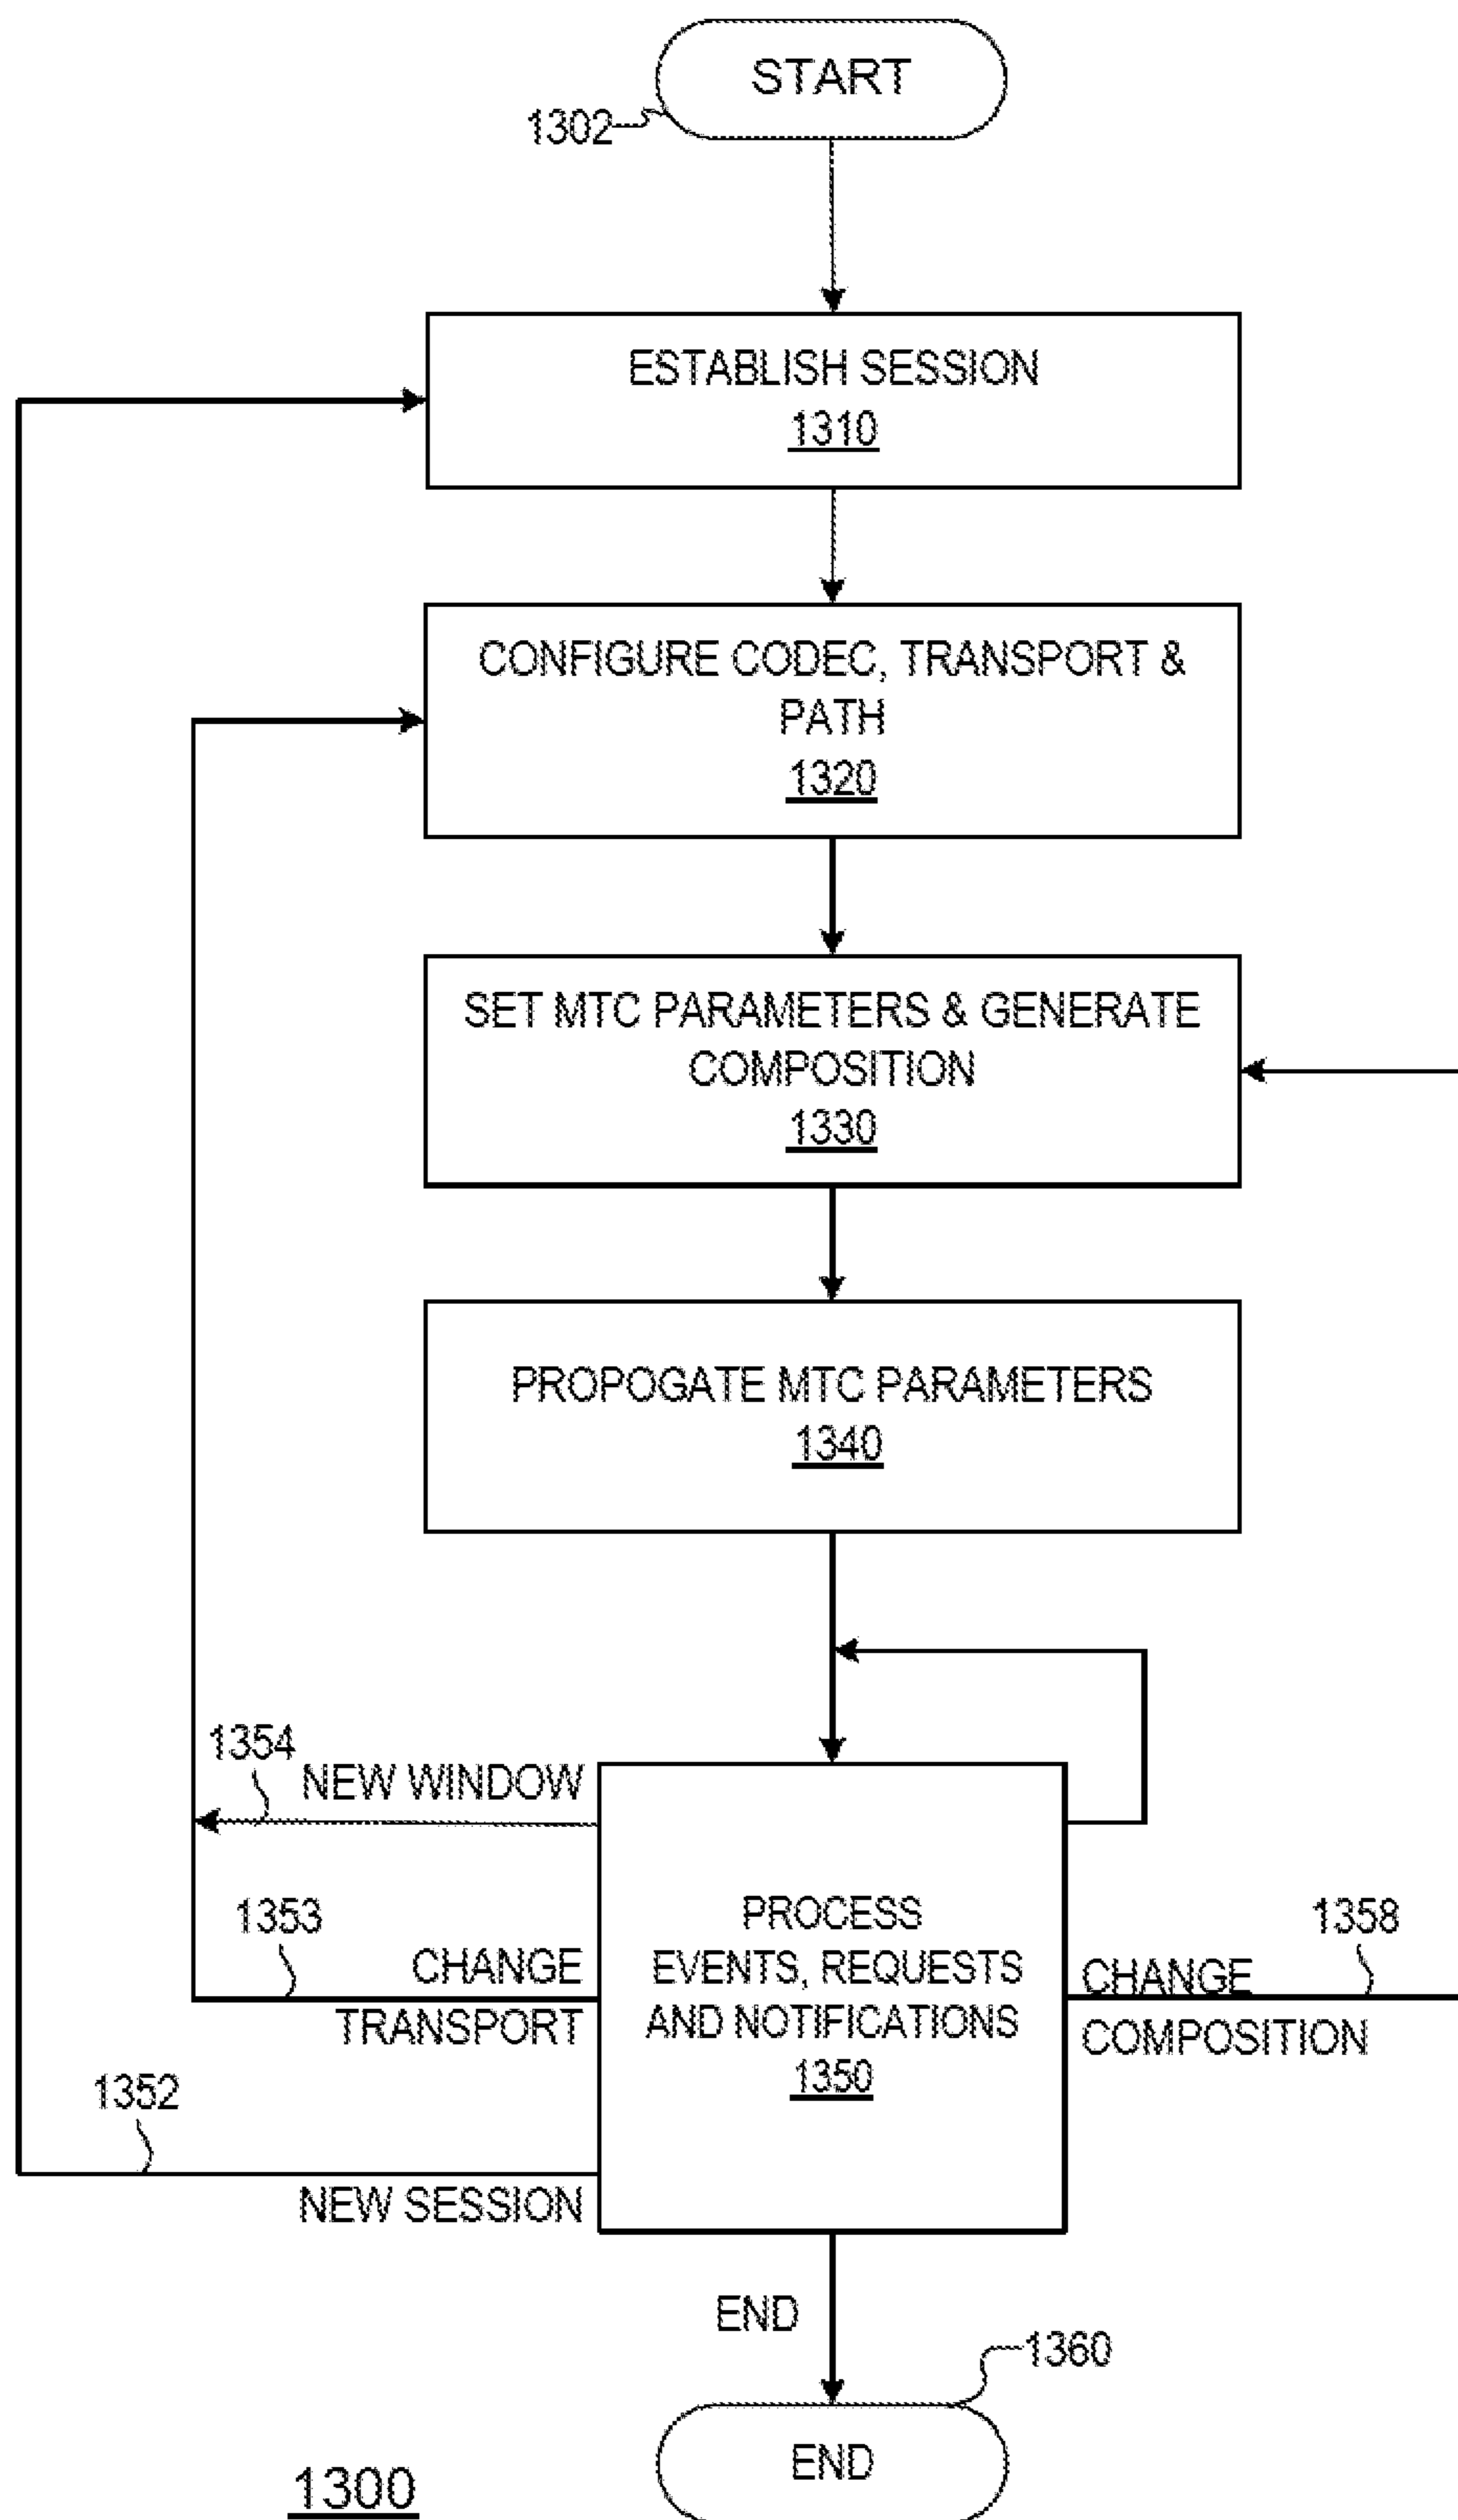 START
1302
ESTABLISH SESSION
1310
CONFIGURE CODEC, TRANSPORT &
PATH
1320
SET MTC PARAMETERS & GENERATE
COMPOSITION
1330
PROPOGATE MTC PARAMETERS
1340
1354
NEW WINDOW
1353
CHANGE
TRANSPORT
1352
NEW SESSION
PROCESS
EVENTS, REQUESTS
AND NOTIFICATIONS
1350
1358
CHANGE
COMPOSITION
END
1360
END
1300